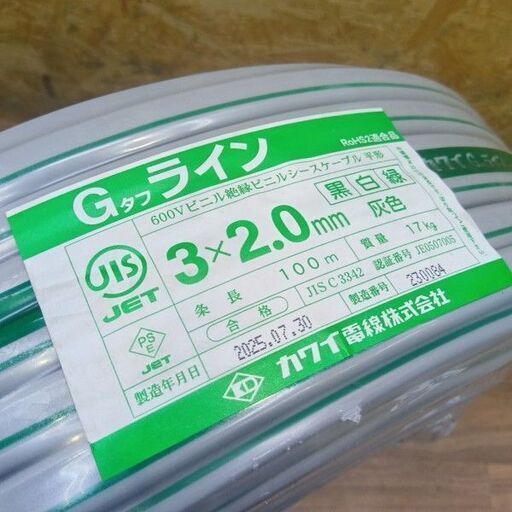 Gタフライン
RoHS2適合品
600Vビニル絶縁ビニルシースケーブル 平形
3×2.0mm
黒 白 緑
灰色
JIS
JET
条長 100m
質量 17kg
合格
JIS C 3342
認証番号 JE0507005
PS
E
JET
製造年月日 2025.07.30
製造番号 230084
カワイ電線株式会社